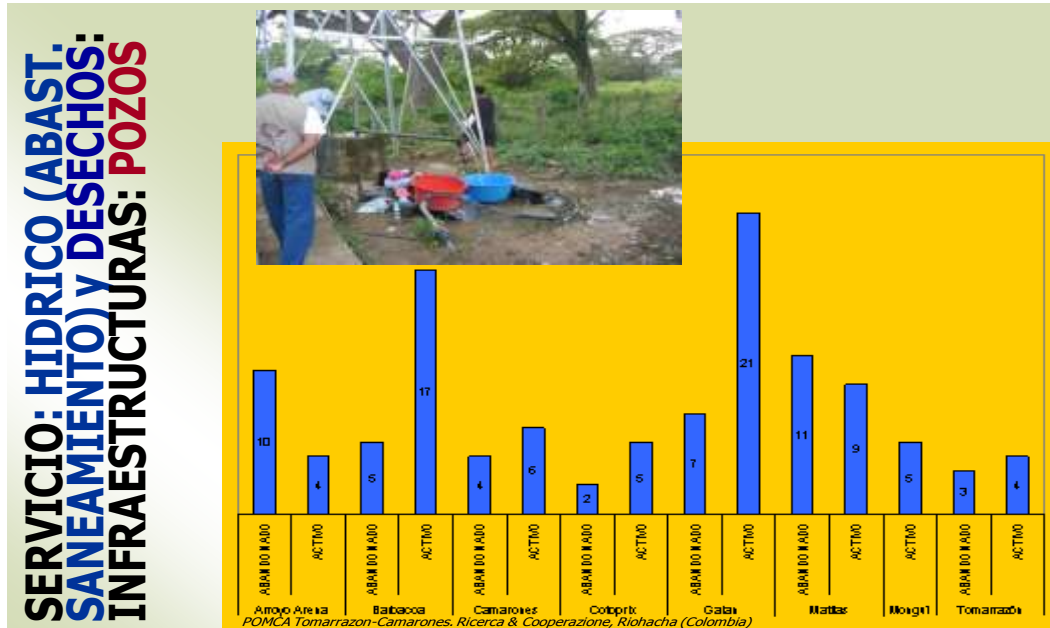 SERVICIO: HIDRICO (ABAST.
SANEAMIENTO) y DESECHOS:
INFRAESTRUCTURAS: POZOS
10
4
5
17
4
6
2
5
7
21
11
9
5
3
4
ABANDONADO
ACTIVO
ABANDONADO
ACTIVO
ABANDONADO
ACTIVO
ABANDONADO
ACTIVO
ABANDONADO
ACTIVO
ABANDONADO
ACTIVO
ACTIVO
ABANDONADO
ACTIVO
Arroyo Arena
Barbacoa
Camarones
Cotoprix
Galan
Matitas
Mongui
Tomarrazón
POMCA Tomarrazon-Camarones. Ricerca & Cooperazione, Riohacha (Colombia)